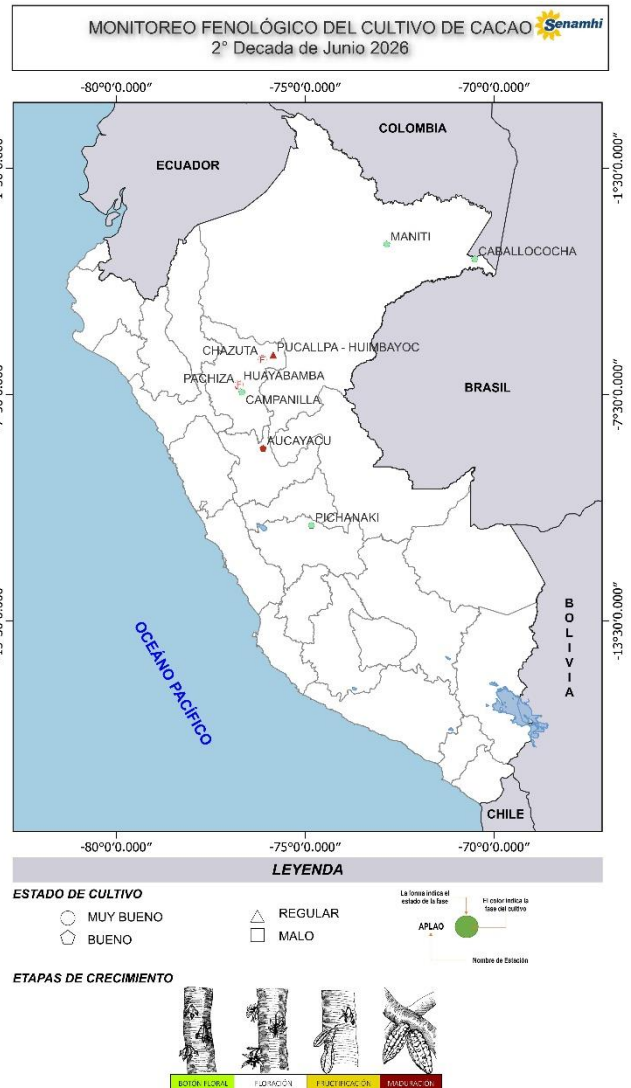 MONITOREO FENOLÓGICO DEL CULTIVO DE CACAO
Senamhi
2° Decada de Junio 2026
-80°0'0.000" -75°0'0.000" -70°0'0.000"
COLOMBIA
ECUADOR
-1°30'0.000"
MANITI
CABALLOCOCHA
CHAZUTA
PUCALLPA - HUIMBAYOC
PACHIZA
HUAYABAMBA
CAMPANILLA
BRASIL
-7°30'0.000"
AUCAYACU
PICHANAKI
-13°30'0.000"
BOLIVIA
OCEÁNO PACÍFICO
CHILE
-80°0'0.000" -75°0'0.000" -70°0'0.000"
LEYENDA
ESTADO DE CULTIVO
MUY BUENO
BUENO
REGULAR
MALO
La forma indica el
estado de la fase
El color indica la
fase del cultivo
APLAO
Nombre de Estación
ETAPAS DE CRECIMIENTO
BOTÓN FLORAL FLORACIÓN FRUCTIFICACIÓN MADURACIÓN